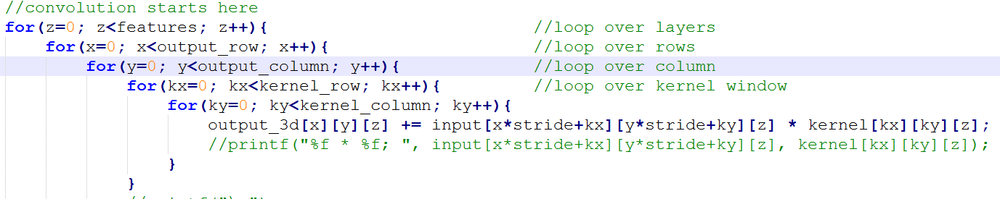 //convolution starts here
for(z=0; z<features; z++){ //loop over layers
for(x=0; x<output_row; x++){ //loop over rows
for(y=0; y<output_column; y++){ //loop over column
for(kx=0; kx<kernel_row; kx++){ //loop over kernel window
for(ky=0; ky<kernel_column; ky++){
output_3d[x][y][z] += input[x*stride+kx][y*stride+ky][z] * kernel[kx][ky][z];
//printf("%f * %f; ", input[x*stride+kx][y*stride+ky][z], kernel[kx][ky][z]);
}
}